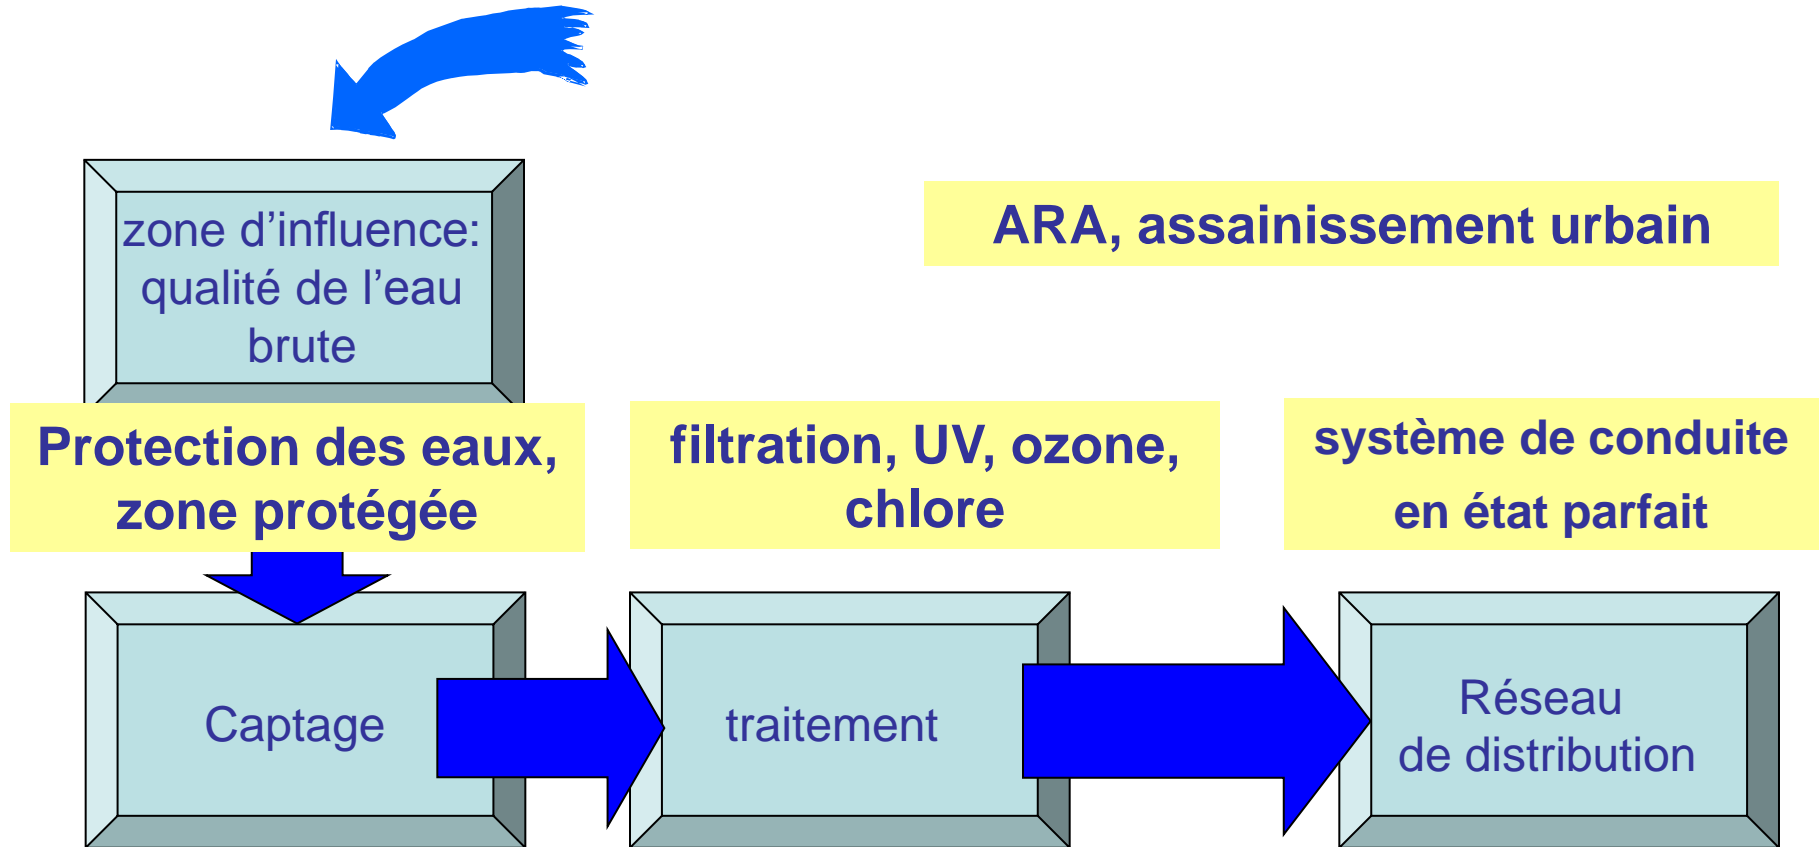 zone d'influence:
qualité de l'eau
brute
ARA, assainissement urbain
Protection des eaux,
zone protégée
filtration, UV, ozone,
chlore
système de conduite
en état parfait
Captage
traitement
Réseau
de distribution